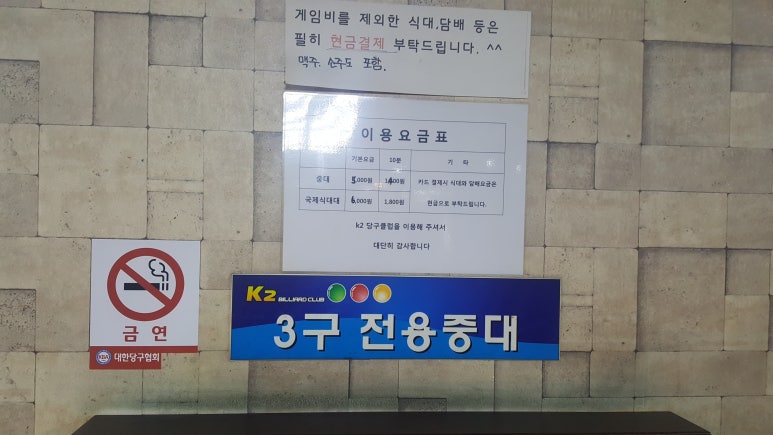 게임비를 제외한 식대,담배 등은
필히 현금결제 부탁드립니다. ^^
맥주. 소주도 포함.
이용요금표
기본요금 10분 기 타
중대 5,000원 1400원 카드 결제시 식대와 담배요금은
국제식대대 6,000원 1,800원 현금으로 부탁드립니다.
k2 당구클럽을 이용해 주셔서
대단히 감사합니다
K2 BILLIARD CLUB
3구 전용중대
금 연
KBA 대한당구협회